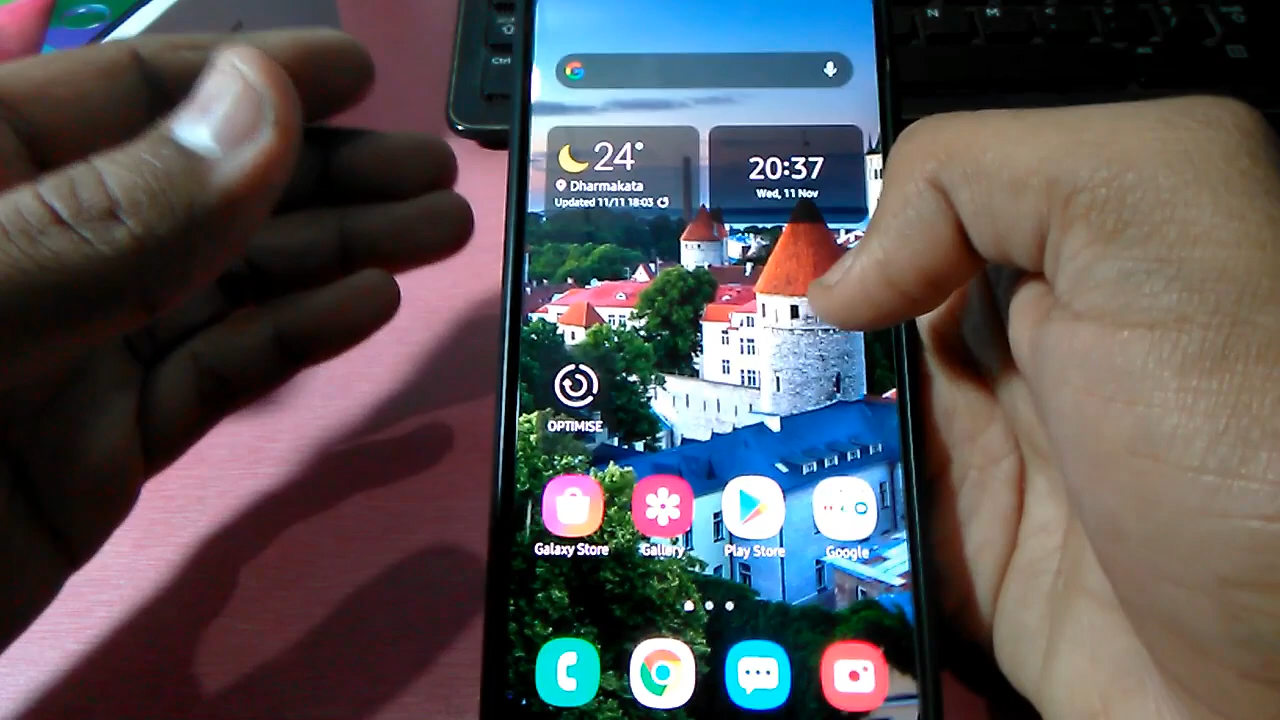 N
M
Ctrl
24°
Dharmakata
Updated 11/11 18:03
20:37
Wed, 11 Nov
OPTIMISE
Galaxy Store
Gallery
Play Store
Google